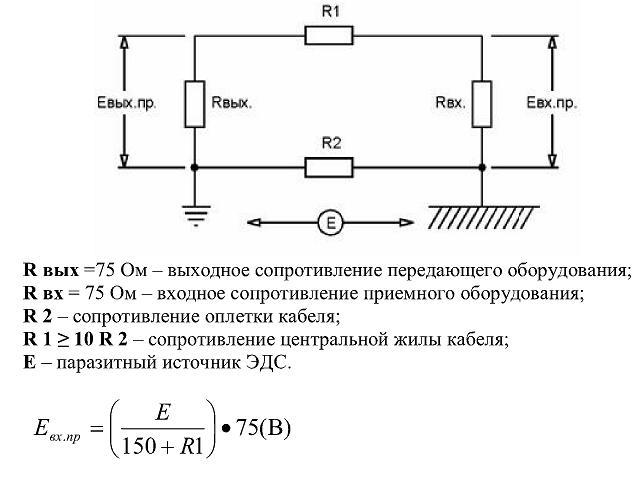 R1
Eвых.пр.
Rвых.
Rвх.
Eвх.пр.
R2
E
R вых =75 Ом – выходное сопротивление передающего оборудования;
R вх = 75 Ом – входное сопротивление приемного оборудования;
R 2 – сопротивление оплетки кабеля;
R 1 ≥ 10 R 2 – сопротивление центральной жилы кабеля;
E – паразитный источник ЭДС.
Eвх.пр = (E / (150 + R1)) • 75(В)